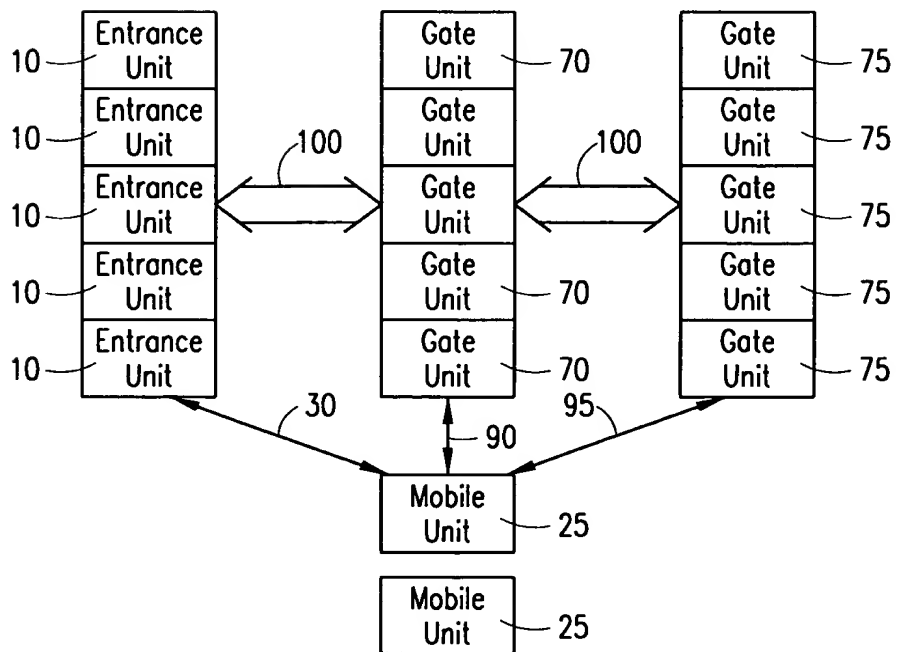 10 Entrance Unit
Gate Unit 70
Gate Unit 75
10 Entrance Unit
Gate Unit
Gate Unit 75
100
100
10 Entrance Unit
Gate Unit
Gate Unit 75
10 Entrance Unit
Gate Unit 70
Gate Unit 75
10 Entrance Unit
Gate Unit 70
Gate Unit 75
30
90
95
Mobile Unit 25
Mobile Unit 25